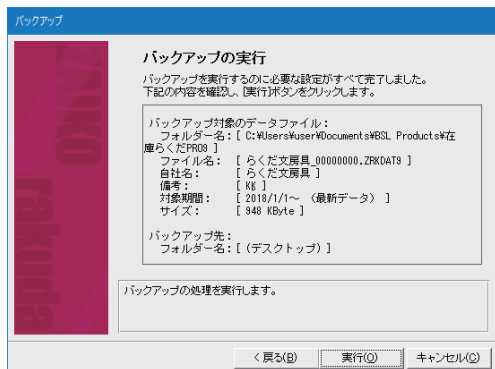 バックアップ
ZAIKO rakuda
バックアップの実行
バックアップを実行するのに必要な設定がすべて完了しました。
下記の内容を確認し、[実行]ボタンをクリックします。
バックアップ対象のデータファイル：
フォルダー名：[ C:¥Users¥user¥Documents¥BSL Products¥在
庫らくだPRO9 ]
ファイル名： [ らくだ文房具_00000000.ZRKDAT9 ]
自社名： [ らくだ文房具 ]
備考： [ KK ]
対象期間： [ 2018/1/1～ （最新データ） ]
サイズ： [ 948 KByte ]
バックアップ先：
フォルダー名：[ （デスクトップ） ]
バックアップの処理を実行します。
< 戻る(B) 実行(O) キャンセル(C)